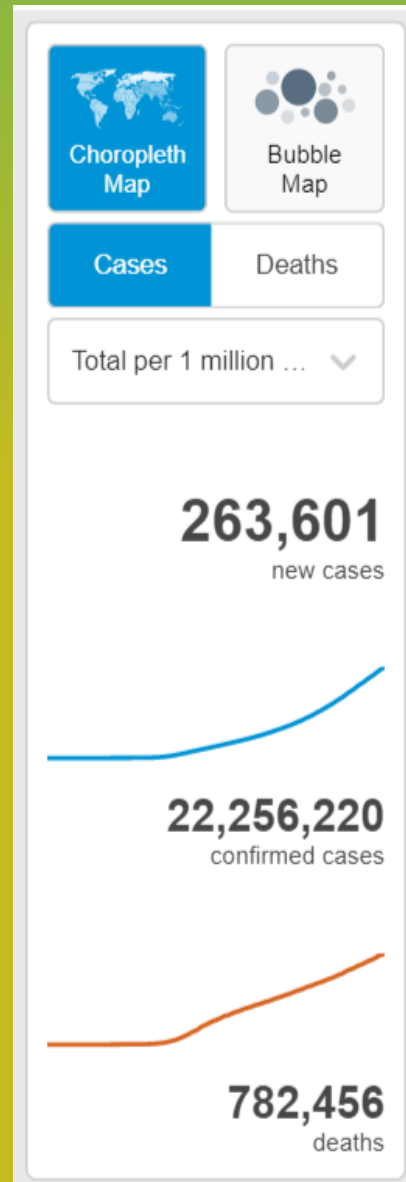 Choropleth Map
Bubble Map
Cases
Deaths
Total per 1 million ...
263,601
new cases
22,256,220
confirmed cases
782,456
deaths